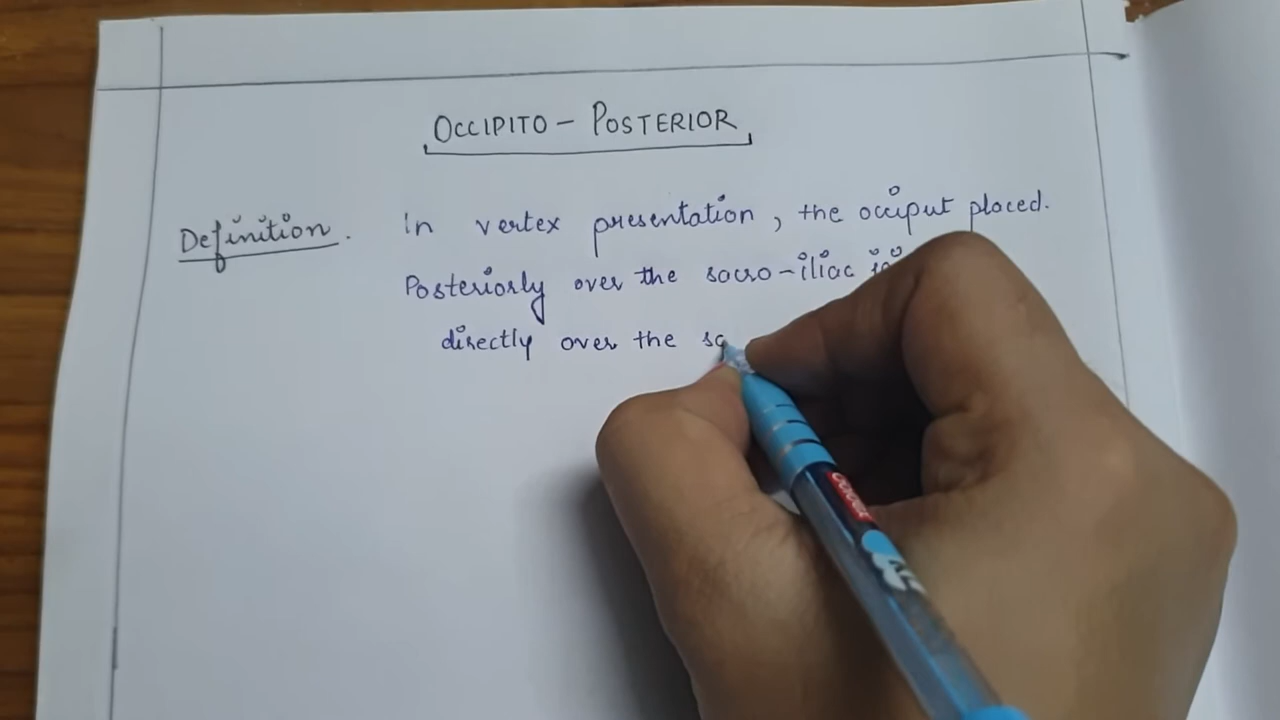 OCCIPITO - POSTERIOR
Definition. In vertex presentation, the occiput placed.
Posteriorly over the sacro-iliac
directly over the